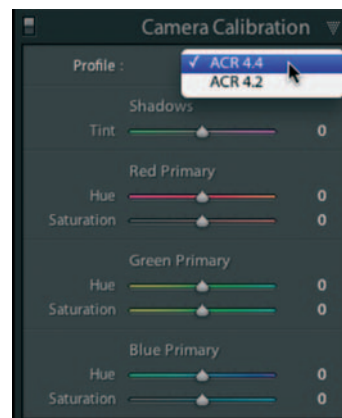 Camera Calibration
Profile : ✓ ACR 4.4
ACR 4.2
Shadows
Tint 0
Red Primary
Hue 0
Saturation 0
Green Primary
Hue 0
Saturation 0
Blue Primary
Hue 0
Saturation 0